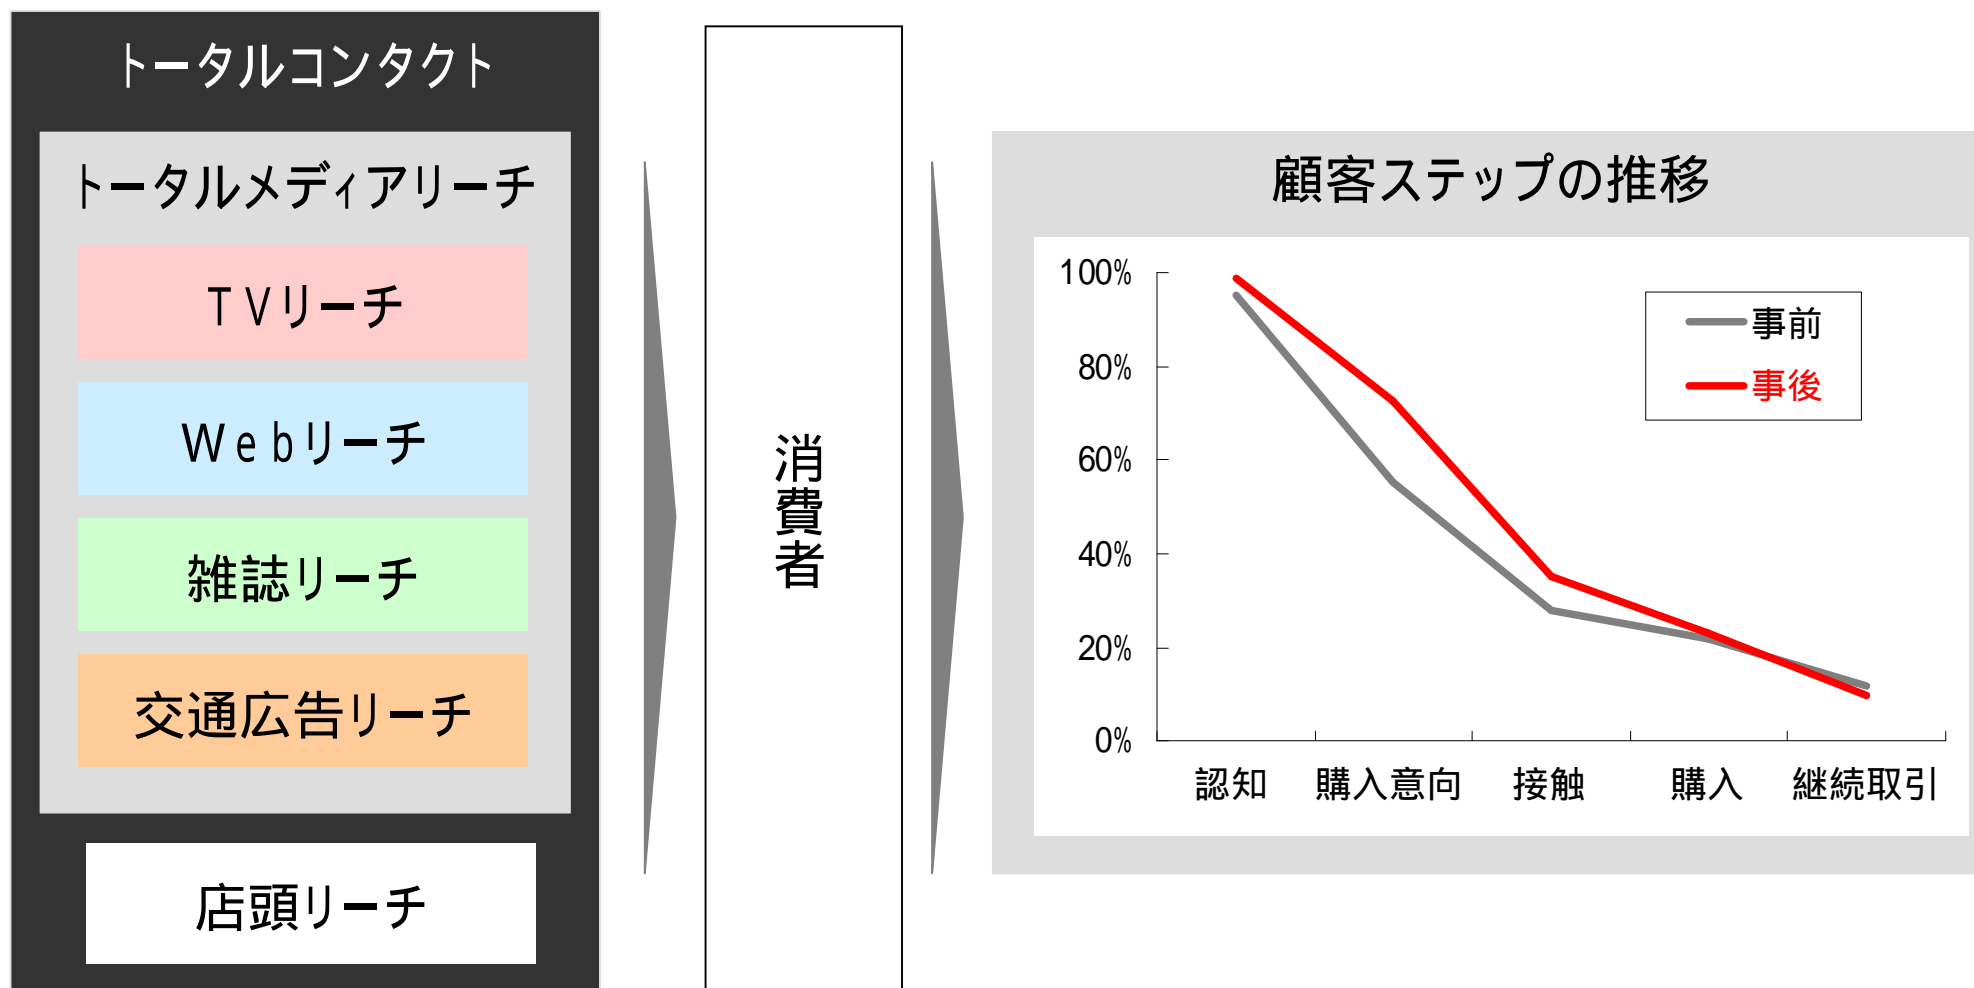 トータルコンタクト
トータルメディアリーチ
TVリーチ
Webリーチ
雑誌リーチ
交通広告リーチ
店頭リーチ
消費者
顧客ステップの推移
100%
80%
60%
40%
20%
0%
事前
事後
認知 購入意向 接触 購入 継続取引